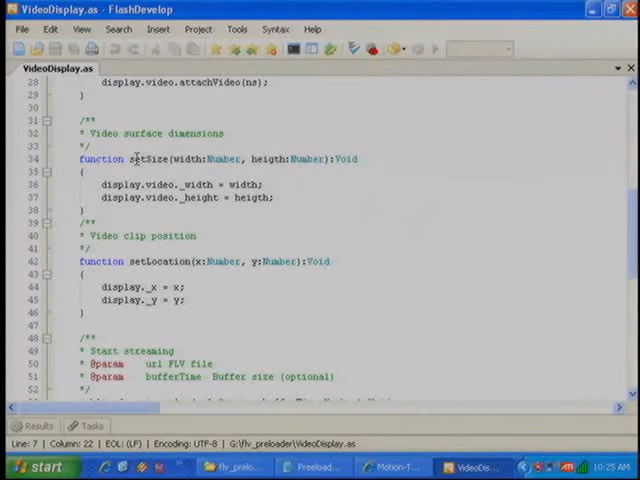 VideoDisplay.as - FlashDevelop
File Edit View Search Insert Project Tools Syntax Help
VideoDisplay.as
28 display.video.attachVideo(ns);
29 }
30
31 /**
32 * Video surface dimensions
33 */
34 function setSize(width:Number, heigth:Number):Void
35 {
36 display.video._width = width;
37 display.video._height = heigth;
38 }
39 /**
40 * Video clip position
41 */
42 function setLocation(x:Number, y:Number):Void
43 {
44 display._x = x;
45 display._y = y;
46 }
47
48 /**
49 * Start streaming
50 * @param url FLV file
51 * @param bufferTime Buffer size (optional)
52 */
Results Tasks
Line: 7 | Column: 22 | EOL: (LF) | Encoding: UTF-8 | G:\flv_preloader\VideoDisplay.as
start flv_prelo... Preload... Motion-T... VideoDis... 10:25 AM